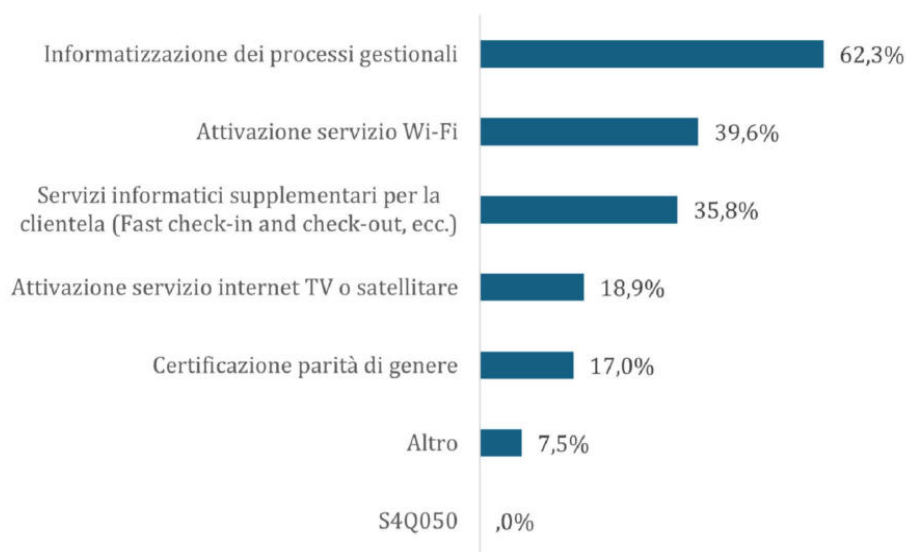 Informatizzazione dei processi gestionali 62,3%
Attivazione servizio Wi-Fi 39,6%
Servizi informatici supplementari per la
clientela (Fast check-in and check-out, ecc.) 35,8%
Attivazione servizio internet TV o satellitare 18,9%
Certificazione parità di genere 17,0%
Altro 7,5%
S4Q050 ,0%